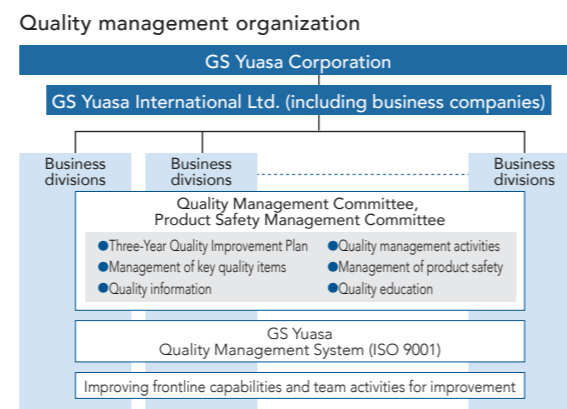 Quality management organization
GS Yuasa Corporation
GS Yuasa International Ltd. (including business companies)
Business
divisions
Business
divisions
Business
divisions
Quality Management Committee,
Product Safety Management Committee
●Three-Year Quality Improvement Plan
●Management of key quality items
●Quality information
●Quality management activities
●Management of product safety
●Quality education
GS Yuasa
Quality Management System (ISO 9001)
Improving frontline capabilities and team activities for improvement